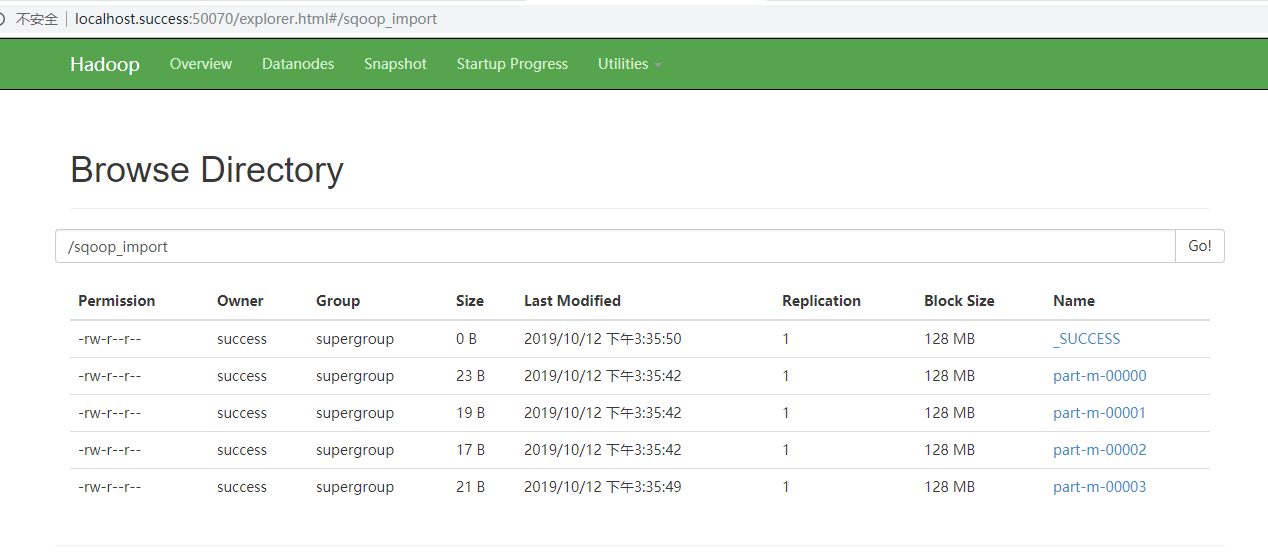 不安全 localhost.success:50070/explorer.html#/sqoop_import
Hadoop Overview Datanodes Snapshot Startup Progress Utilities
Browse Directory
/sqoop_import Go!
Permission Owner Group Size Last Modified Replication Block Size Name
-rw-r--r-- success supergroup 0 B 2019/10/12 下午3:35:50 1 128 MB _SUCCESS
-rw-r--r-- success supergroup 23 B 2019/10/12 下午3:35:42 1 128 MB part-m-00000
-rw-r--r-- success supergroup 19 B 2019/10/12 下午3:35:42 1 128 MB part-m-00001
-rw-r--r-- success supergroup 17 B 2019/10/12 下午3:35:42 1 128 MB part-m-00002
-rw-r--r-- success supergroup 21 B 2019/10/12 下午3:35:49 1 128 MB part-m-00003